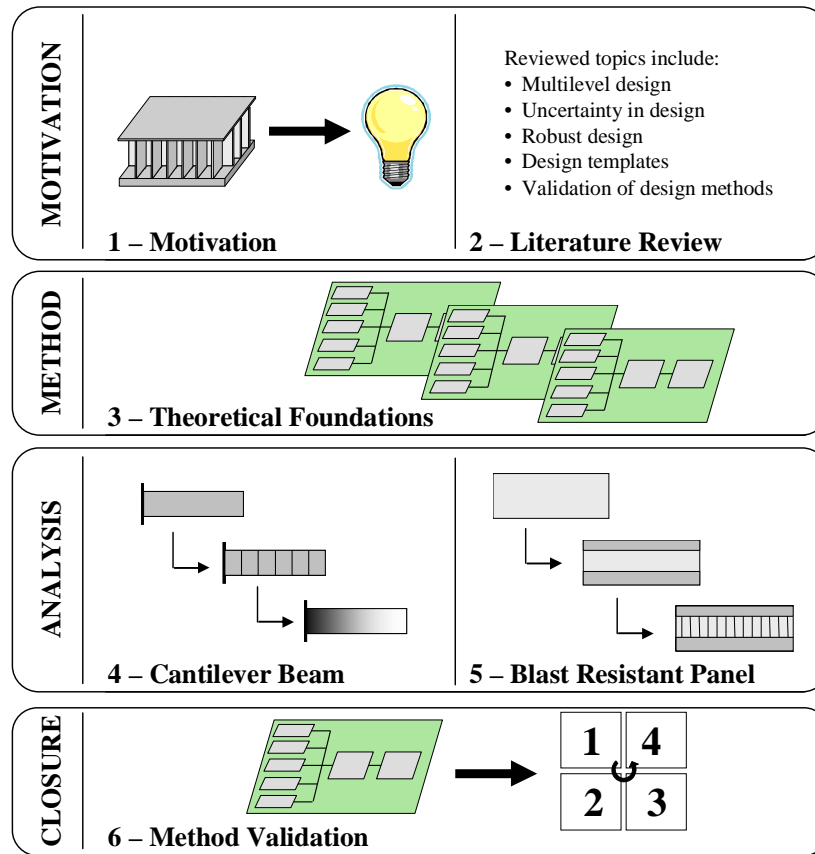 MOTIVATION
Reviewed topics include:
• Multilevel design
• Uncertainty in design
• Robust design
• Design templates
• Validation of design methods
1 – Motivation
2 – Literature Review
METHOD
3 – Theoretical Foundations
ANALYSIS
4 – Cantilever Beam
5 – Blast Resistant Panel
CLOSURE
1 4
2 3
6 – Method Validation